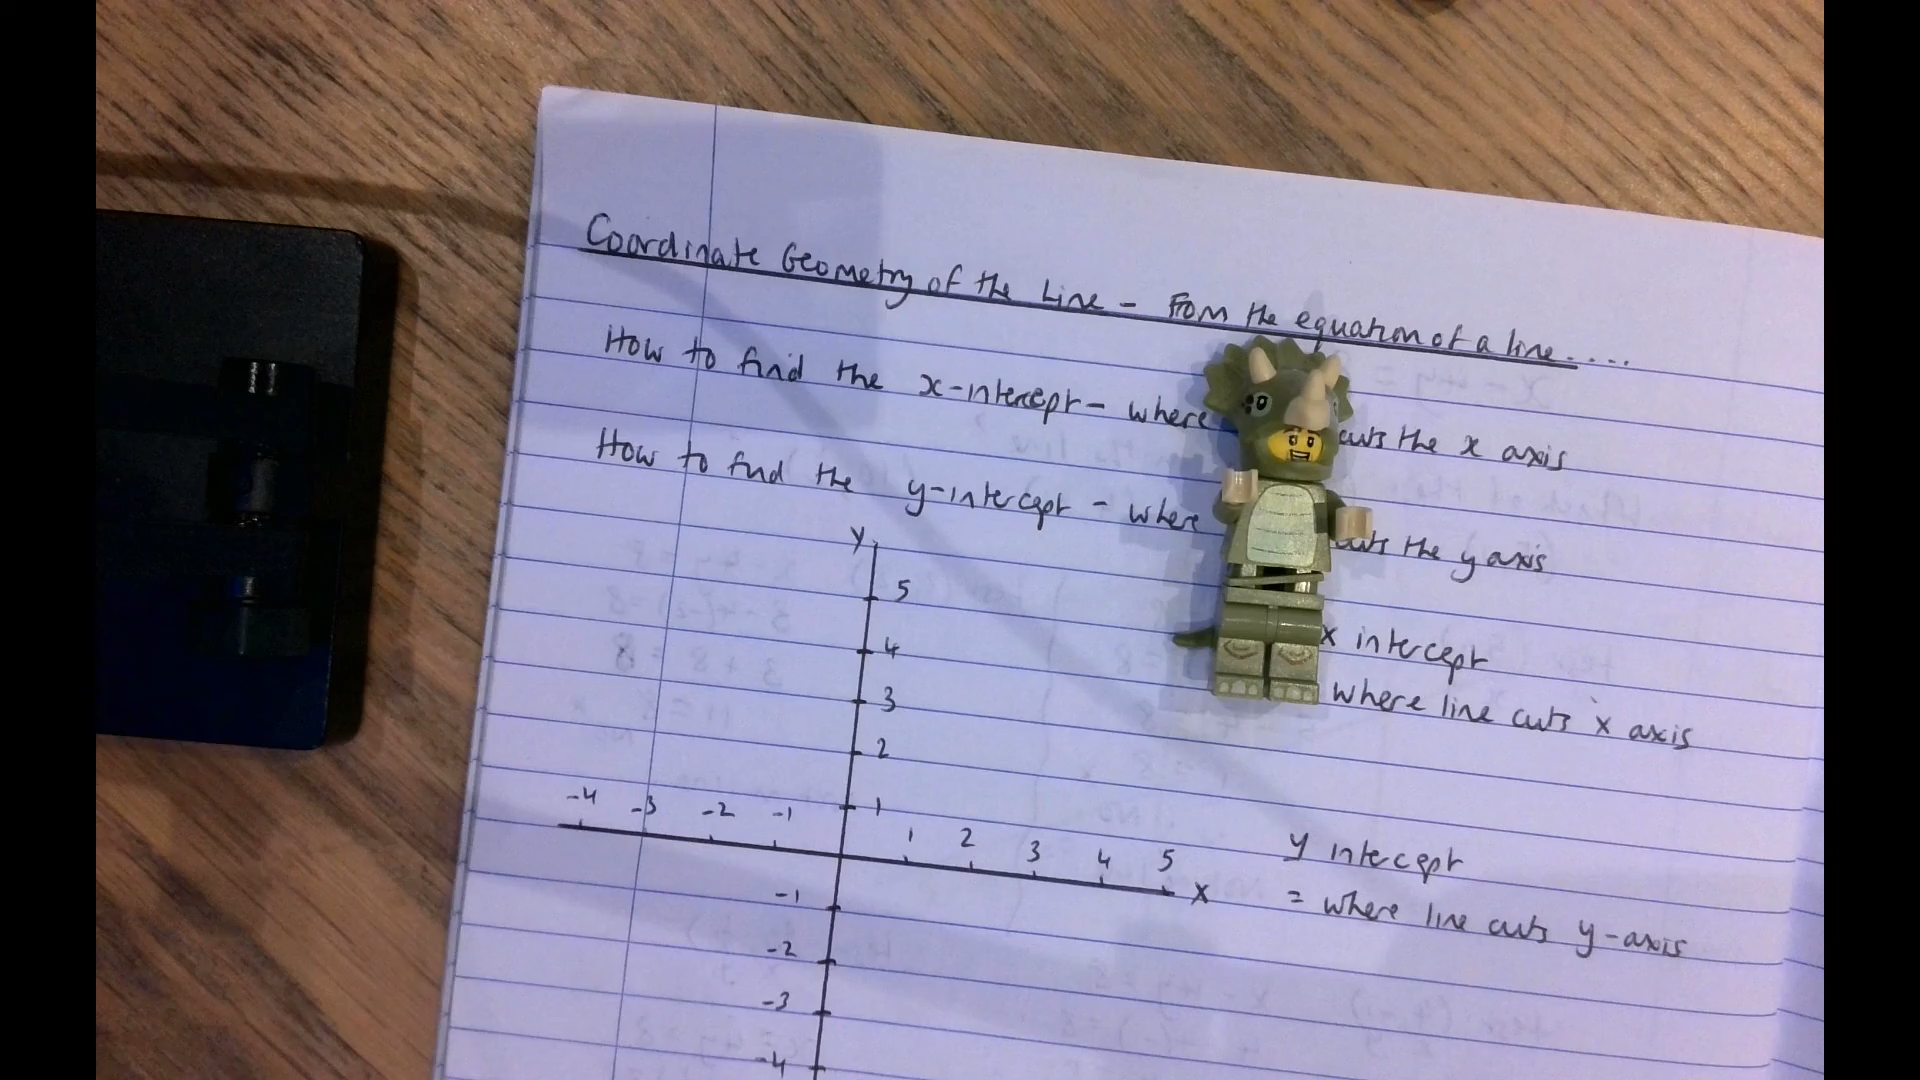 Coordinate Geometry of the Line - From the equation of a line....
How to find the x-intercept - where cuts the x axis
How to find the y-intercept - where cuts the y axis
y
5
4
3
2
1
-4 -3 -2 -1 1 2 3 4 5 x
-1
-2
-3
-4
x intercept
where line cuts x axis
y intercept
= where line cuts y-axis